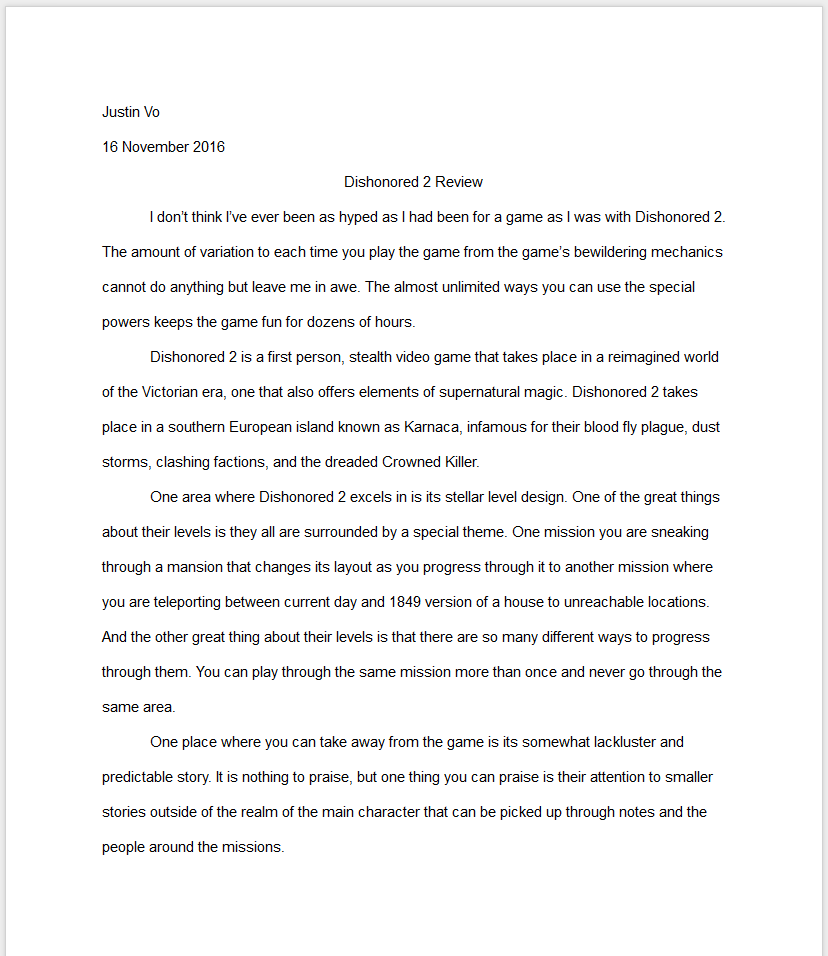 Justin Vo
16 November 2016
Dishonored 2 Review
I don’t think I’ve ever been as hyped as I had been for a game as I was with Dishonored 2.
The amount of variation to each time you play the game from the game’s bewildering mechanics
cannot do anything but leave me in awe. The almost unlimited ways you can use the special
powers keeps the game fun for dozens of hours.
Dishonored 2 is a first person, stealth video game that takes place in a reimagined world
of the Victorian era, one that also offers elements of supernatural magic. Dishonored 2 takes
place in a southern European island known as Karnaca, infamous for their blood fly plague, dust
storms, clashing factions, and the dreaded Crowned Killer.
One area where Dishonored 2 excels in is its stellar level design. One of the great things
about their levels is they all are surrounded by a special theme. One mission you are sneaking
through a mansion that changes its layout as you progress through it to another mission where
you are teleporting between current day and 1849 version of a house to unreachable locations.
And the other great thing about their levels is that there are so many different ways to progress
through them. You can play through the same mission more than once and never go through the
same area.
One place where you can take away from the game is its somewhat lackluster and
predictable story. It is nothing to praise, but one thing you can praise is their attention to smaller
stories outside of the realm of the main character that can be picked up through notes and the
people around the missions.